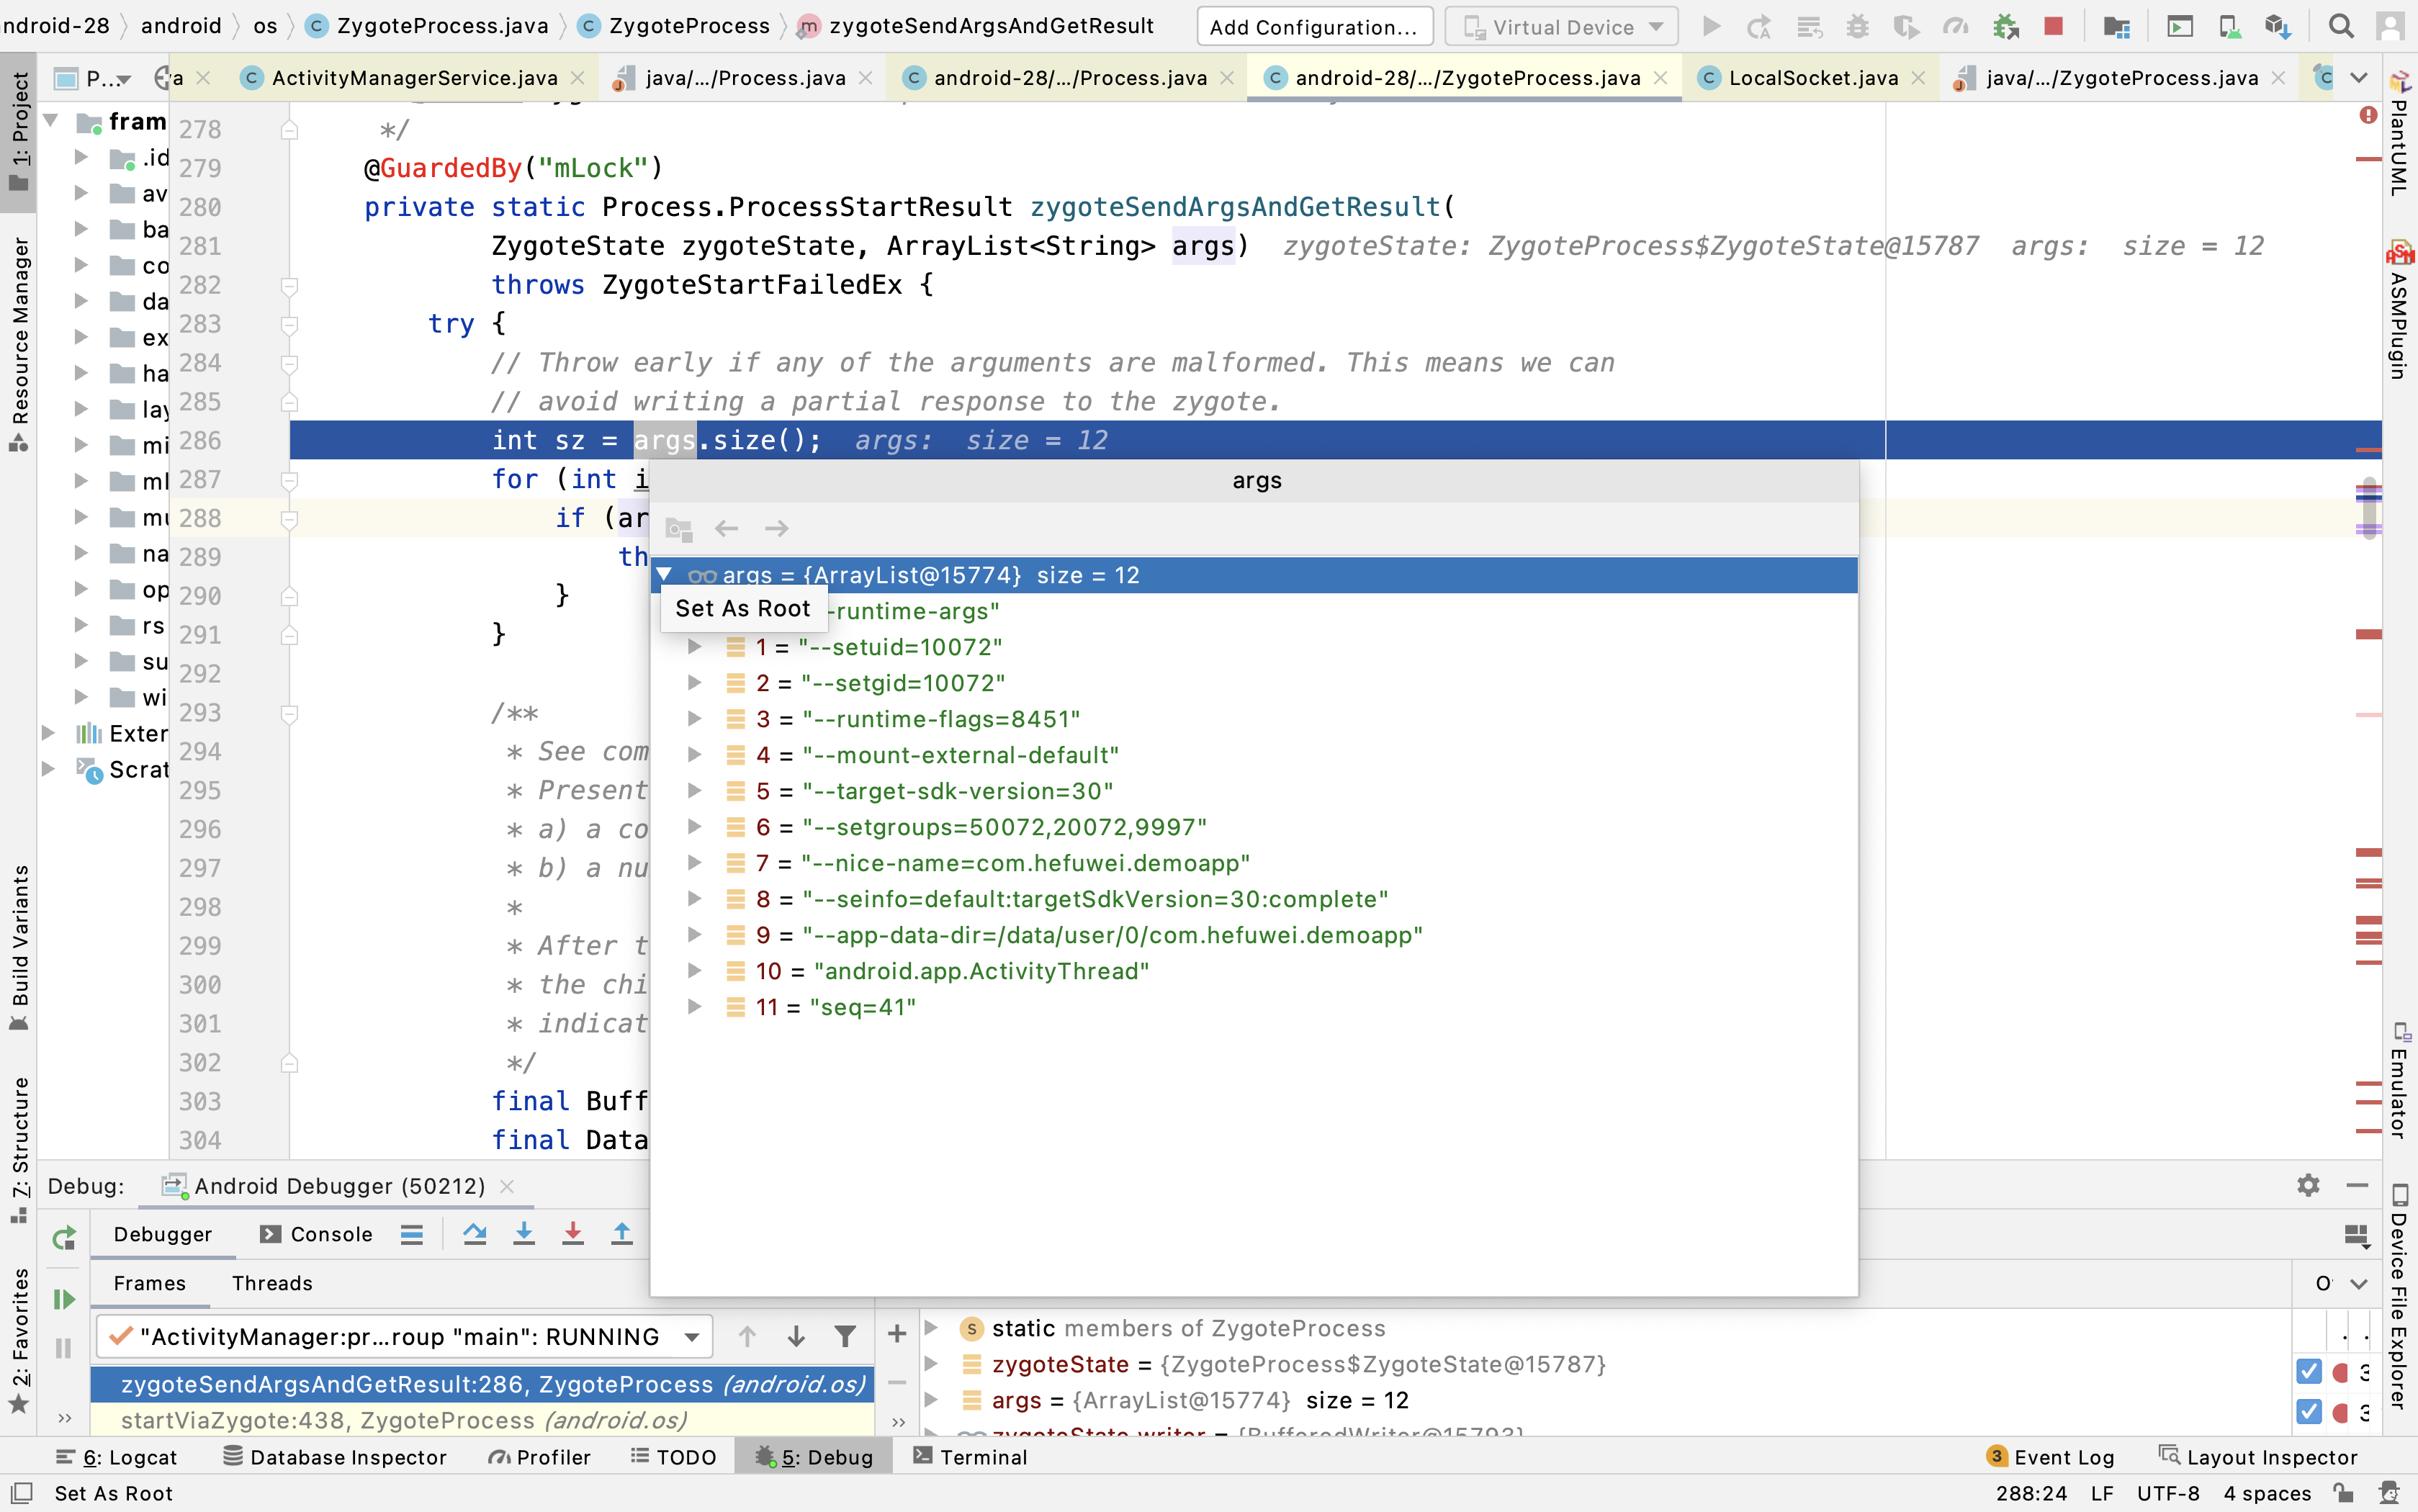 ndroid-28 android os ZygoteProcess.java ZygoteProcess zygoteSendArgsAndGetResult Add Configuration... Virtual Device
P... a ActivityManagerService.java java/.../Process.java android-28/.../Process.java android-28/.../ZygoteProcess.java LocalSocket.java java/.../ZygoteProcess.java
1: Project
Resource Manager
Build Variants
Z: Structure
2: Favorites
fram
.id
av
ba
co
da
ex
ha
lay
mi
ml
mu
na
op
rs
su
wi
Exter
Scrat
278 */
279 @GuardedBy("mLock")
280 private static Process.ProcessStartResult zygoteSendArgsAndGetResult(
281 ZygoteState zygoteState, ArrayList<String> args) zygoteState: ZygoteProcess$ZygoteState@15787 args: size = 12
282 throws ZygoteStartFailedEx {
283 try {
284 // Throw early if any of the arguments are malformed. This means we can
285 // avoid writing a partial response to the zygote.
286 int sz = args.size(); args: size = 12
287 for (int i
288 if (ar
289 th
290 }
291 }
292
293 /**
294 * See com
295 * Present
296 * a) a co
297 * b) a nu
298 *
299 * After t
300 * the chi
301 * indicat
302 */
303 final Buff
304 final Data
args
args = {ArrayList@15774} size = 12
Set As Root
-runtime-args"
1 = "--setuid=10072"
2 = "--setgid=10072"
3 = "--runtime-flags=8451"
4 = "--mount-external-default"
5 = "--target-sdk-version=30"
6 = "--setgroups=50072,20072,9997"
7 = "--nice-name=com.hefuwei.demoapp"
8 = "--seinfo=default:targetSdkVersion=30:complete"
9 = "--app-data-dir=/data/user/0/com.hefuwei.demoapp"
10 = "android.app.ActivityThread"
11 = "seq=41"
PlantUML
ASMPlugin
Emulator
Device File Explorer
Debug: Android Debugger (50212)
Debugger Console
Frames Threads
"ActivityManager:pr...roup "main": RUNNING
zygoteSendArgsAndGetResult:286, ZygoteProcess (android.os)
startViaZygote:438, ZygoteProcess (android.os)
static members of ZygoteProcess
zygoteState = {ZygoteProcess$ZygoteState@15787}
args = {ArrayList@15774} size = 12
zygoteState.writer = {BufferedWriter@15793}
6: Logcat Database Inspector Profiler TODO 5: Debug Terminal 3 Event Log Layout Inspector
Set As Root 288:24 LF UTF-8 4 spaces